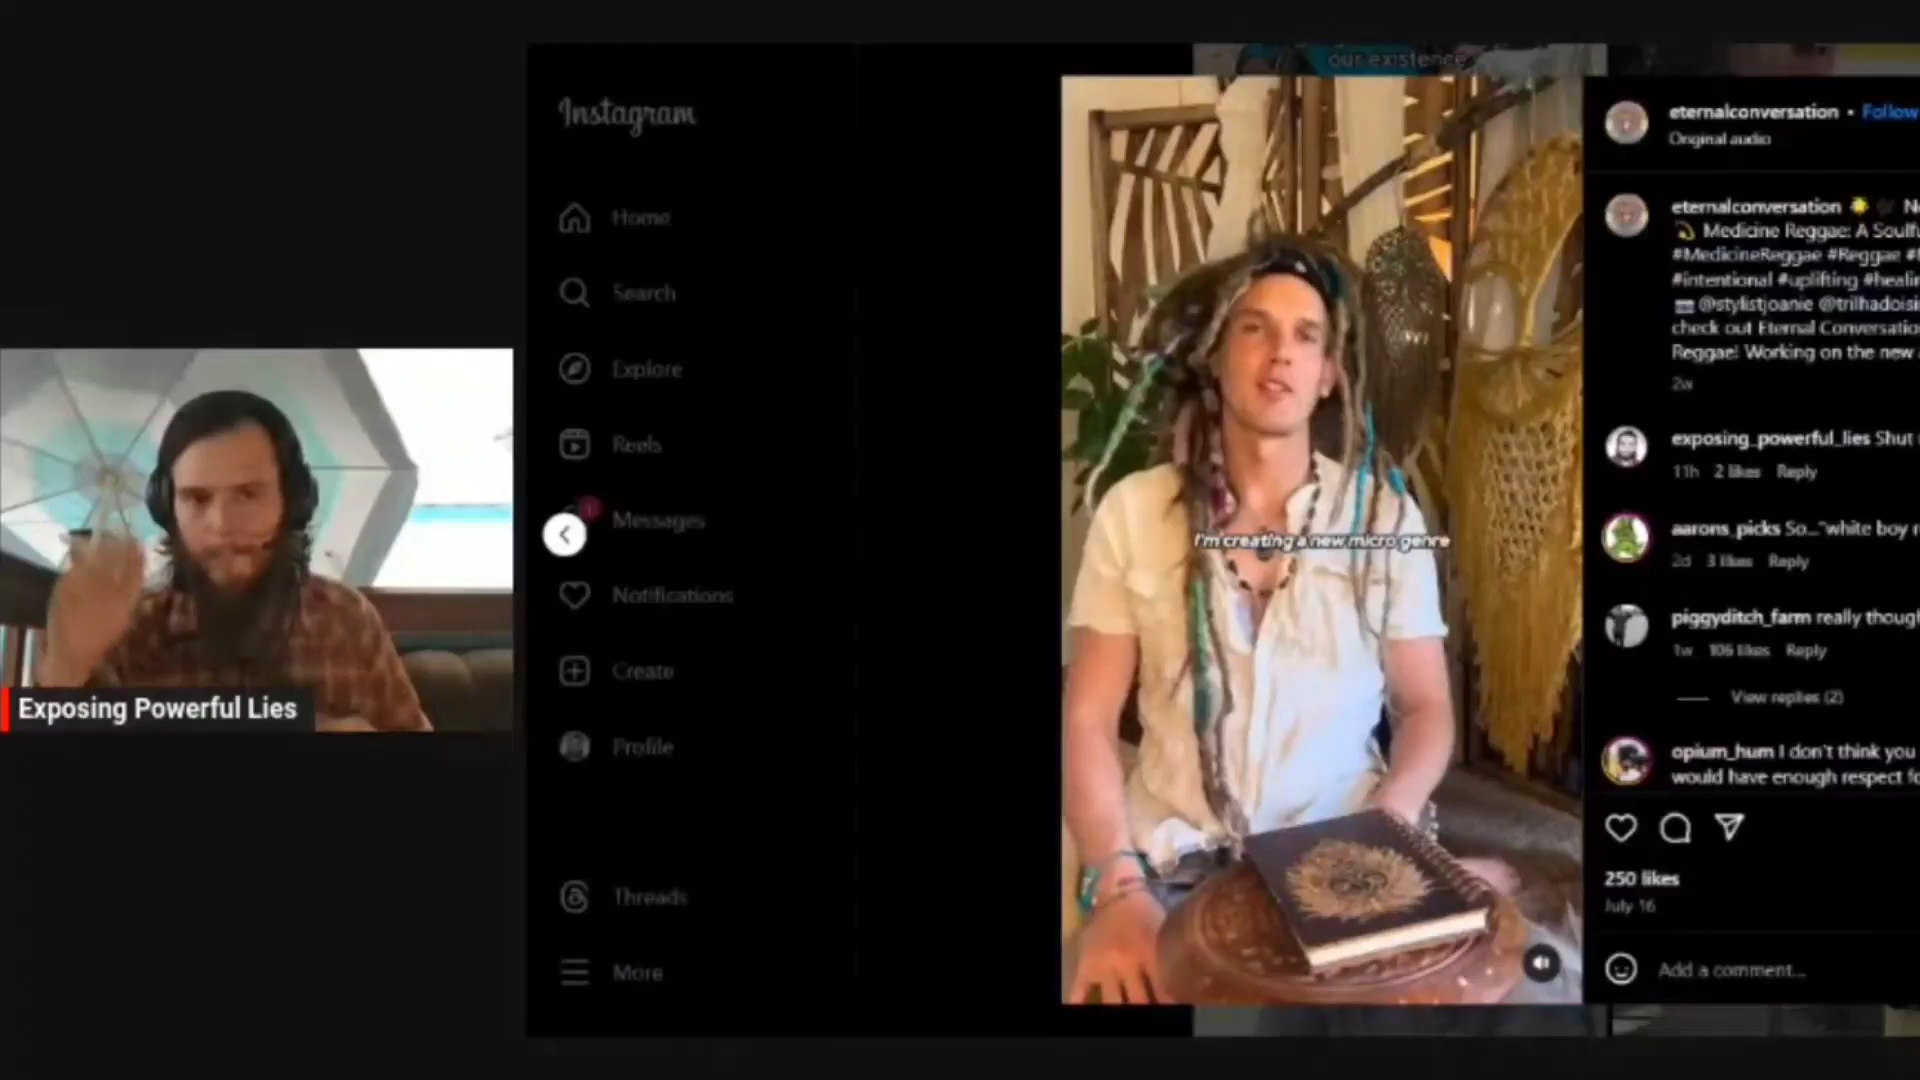 our existence
Instagram
Home
Search
Explore
Reels
1
Messages
Notifications
Create
Profile
Threads
More
Exposing Powerful Lies
I'm creating a new micro genre
eternalconversation • Follow
Original audio
eternalconversation
Medicine Reggae: A Soulfu
#MedicineReggae #Reggae
#intentional #uplifting #healin
@stylistjoanie @trilhadoisi
check out Eternal Conversatio
Reggae! Working on the new
2w
exposing_powerful_lies Shut
11h 2 likes Reply
aarons_picks So..."white boy
2d 3 likes Reply
piggyditch_farm really though
1w 106 likes Reply
View replies (2)
opium_hum I don't think you
would have enough respect fo
250 likes
July 16
Add a comment...